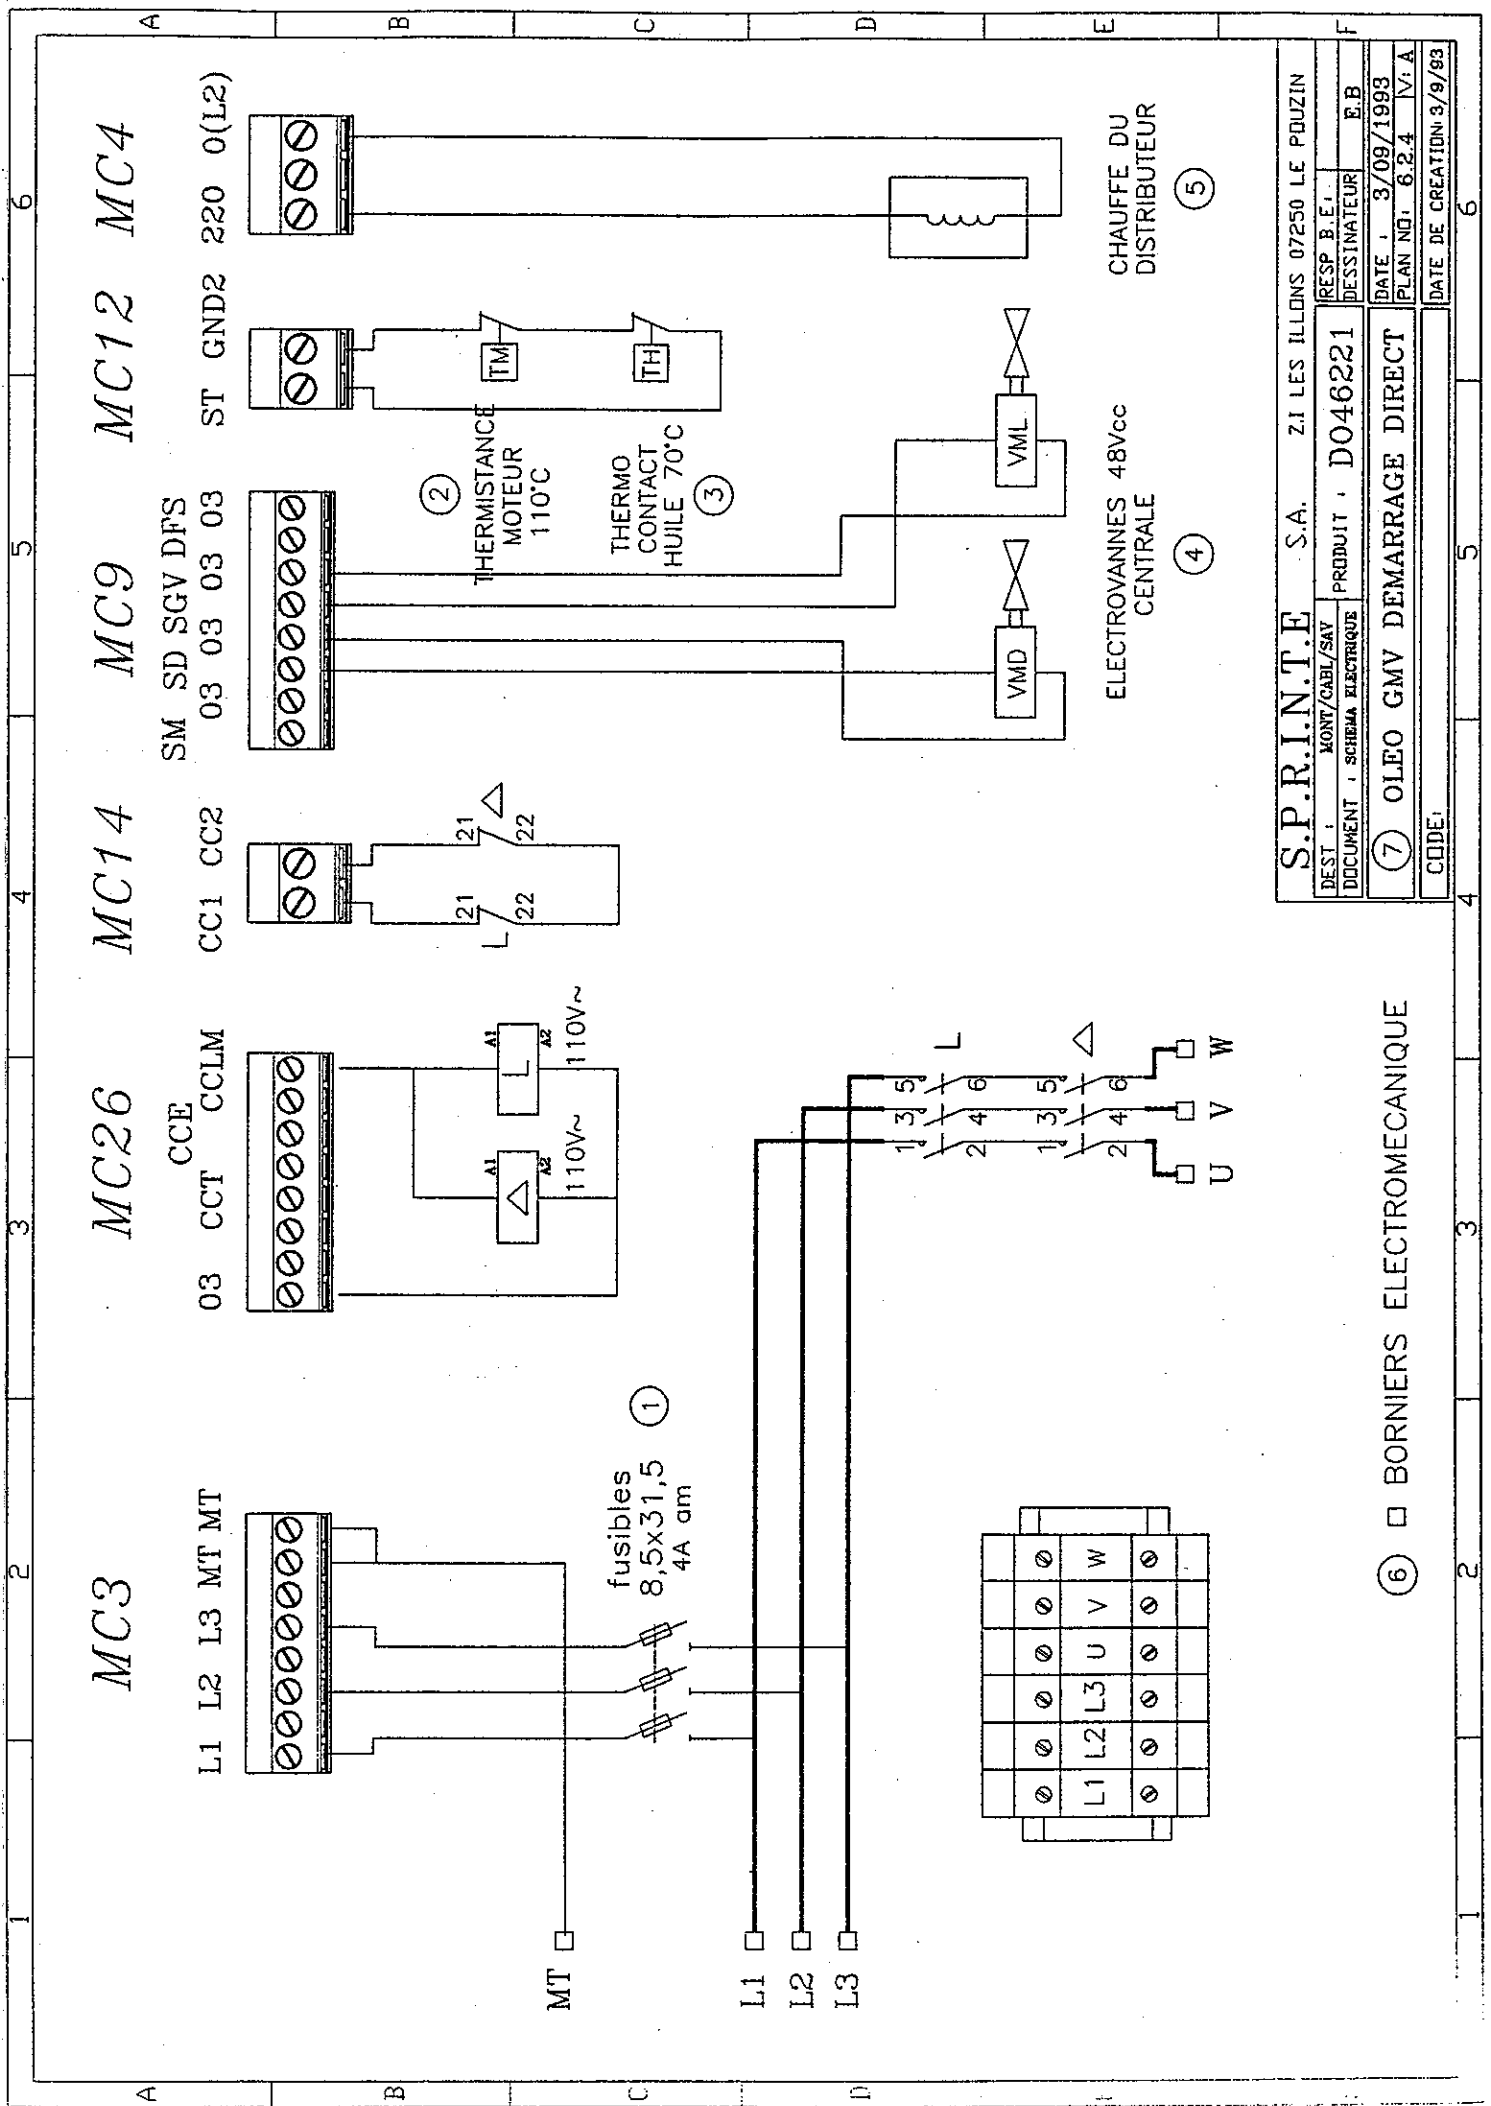 1 2 3 4 5 6
A B C D E F
MC3
L1 L2 L3 MT MT
fusibles
8,5x31,5
4A am
1
MT
L1
L2
L3
L1 L2 L3 U V W
MC26
CCE
03 CCT CCLM
A1
A2
110V~
L
A1
A2
110V~
1 3 5
L
2 4 6
1 3 5
2 4 6
U V W
MC14
CC1 CC2
21 21
L
22 22
MC9
SM SD SGV DFS
03 03 03 03
VMD
VML
ELECTROVANNES 48Vcc
CENTRALE
4
MC12
ST GND2
2
THERMISTANCE
MOTEUR
110°C
TM
THERMO
CONTACT
HUILE 70°C
3
TH
MC4
220 0(L2)
CHAUFFE DU
DISTRIBUTEUR
5
6 BORNIERS ELECTROMECANIQUE
S.P.R.I.N.T.E S.A. Z.I LES ILLONS 07250 LE POUZIN
DEST : MONT/CABL/SAV
DOCUMENT : SCHEMA ELECTRIQUE
PRODUIT : D046221
RESP B.E:
DESSINATEUR E.B
7 OLEO GMV DEMARRAGE DIRECT
DATE : 3/09/1993
PLAN NO: 6.2.4 V: A
CODE:
DATE DE CREATION: 3/9/93
1 2 3 4 5 6
A B C D